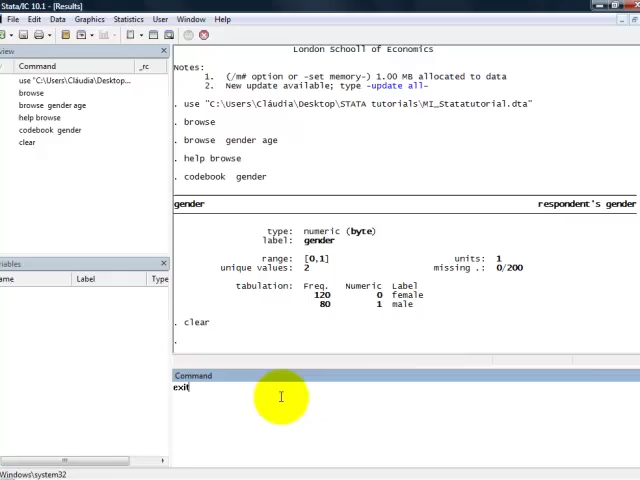 Stata/IC 10.1 - [Results]
File Edit Data Graphics Statistics User Window Help
view
Command _rc
use "C:\Users\Cláudia\Desktop...
browse
browse gender age
help browse
codebook gender
clear
ariables
ame Label Type
London Schooll of Economics
Notes:
1. (/m# option or -set memory-) 1.00 MB allocated to data
2. New update available; type -update all-
. use "C:\Users\Cláudia\Desktop\STATA tutorials\MI_Statatutorial.dta"
. browse
. browse gender age
. help browse
. codebook gender
gender respondent's gender
type: numeric (byte)
label: gender
range: [0,1] units: 1
unique values: 2 missing .: 0/200
tabulation: Freq. Numeric Label
120 0 female
80 1 male
. clear
.
Command
exit
Windows\system32